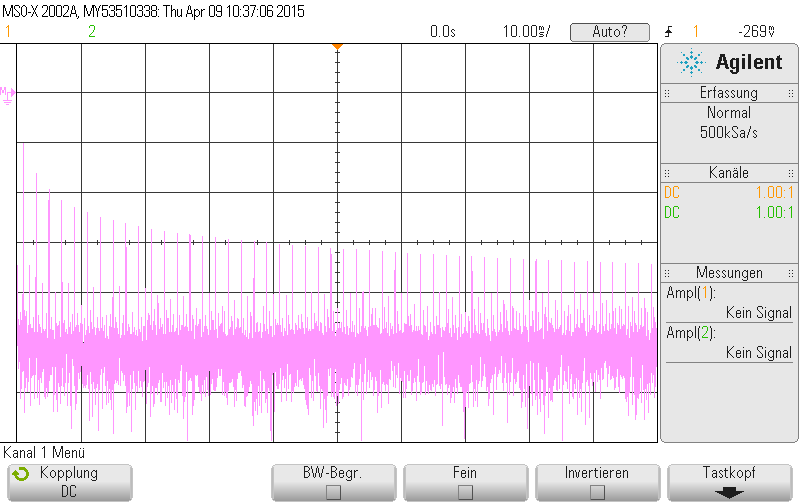 MSO-X 2002A, MY53510338: Thu Apr 09 10:37:06 2015
1 2 0.0s 10.00s/ Auto? 1 -269V
Agilent
Erfassung
Normal
500kSa/s
Kanäle
DC 1.00:1
DC 1.00:1
Messungen
Ampl(1):
Kein Signal
Ampl(2):
Kein Signal
M
Kanal 1 Menü
Kopplung BW-Begr. Fein Invertieren Tastkopf
DC